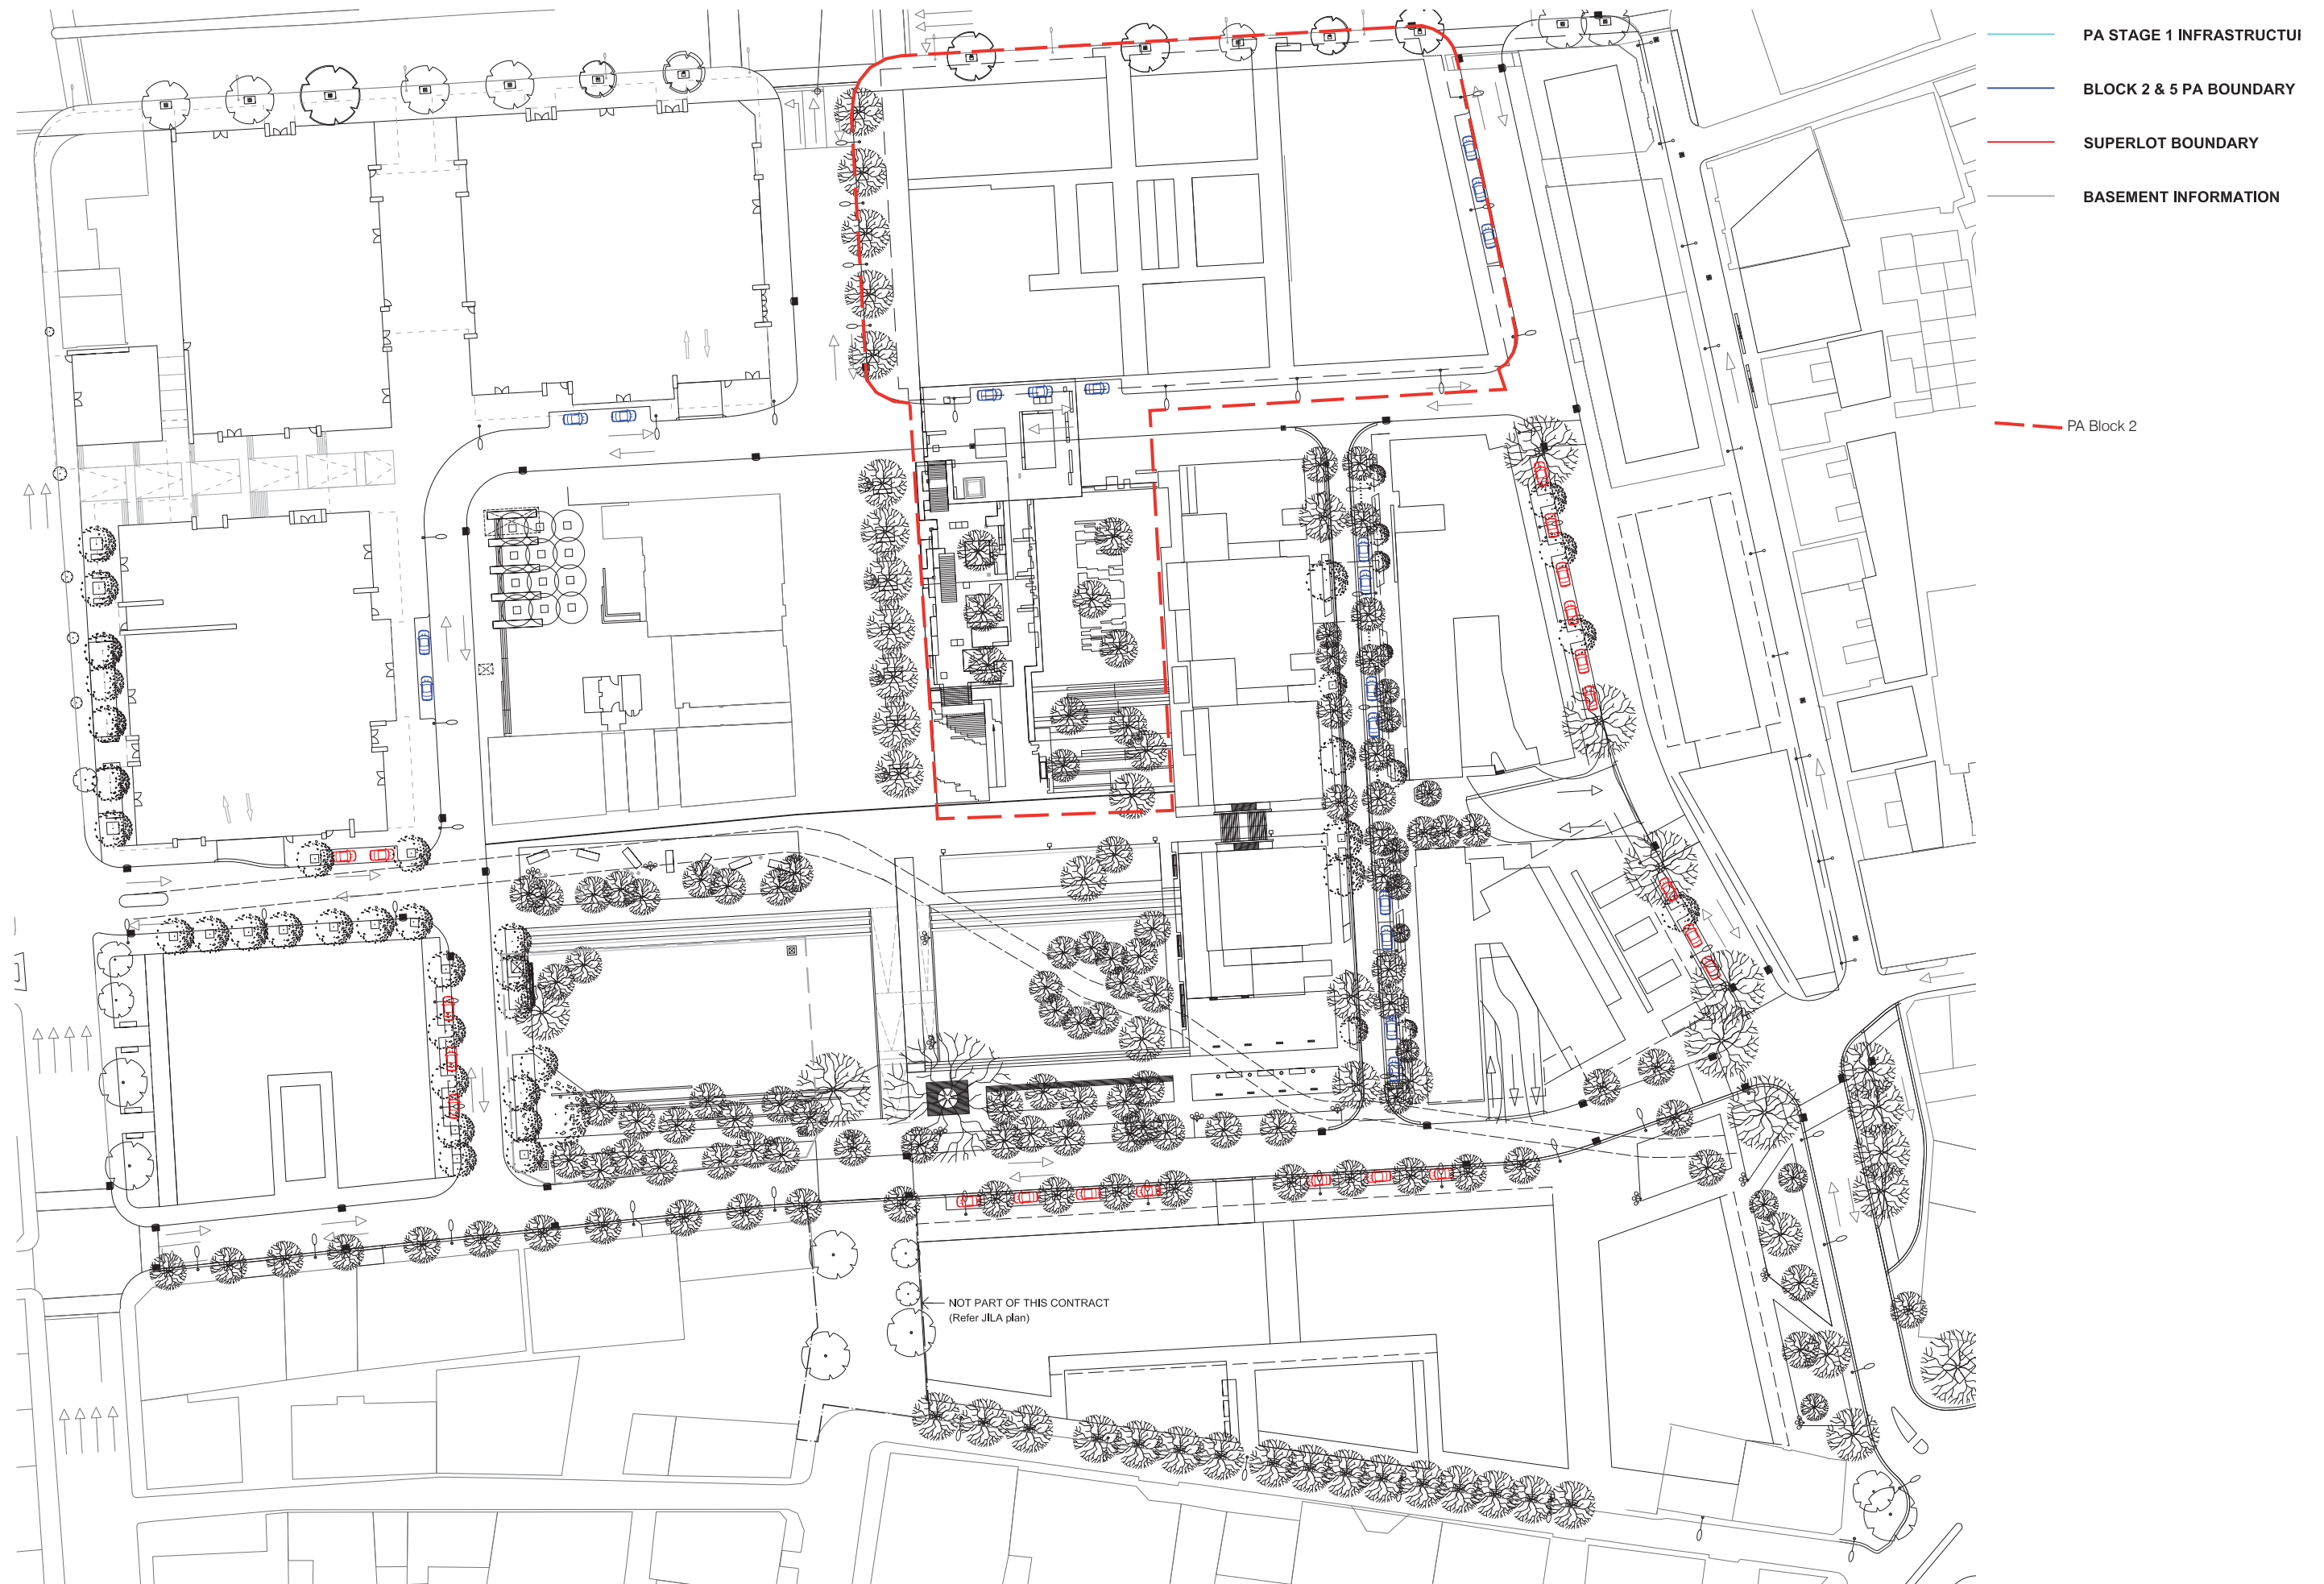 PA STAGE 1 INFRASTRUCTU
BLOCK 2 & 5 PA BOUNDARY
SUPERLOT BOUNDARY
BASEMENT INFORMATION
PA Block 2
NOT PART OF THIS CONTRACT
(Refer JILA plan)